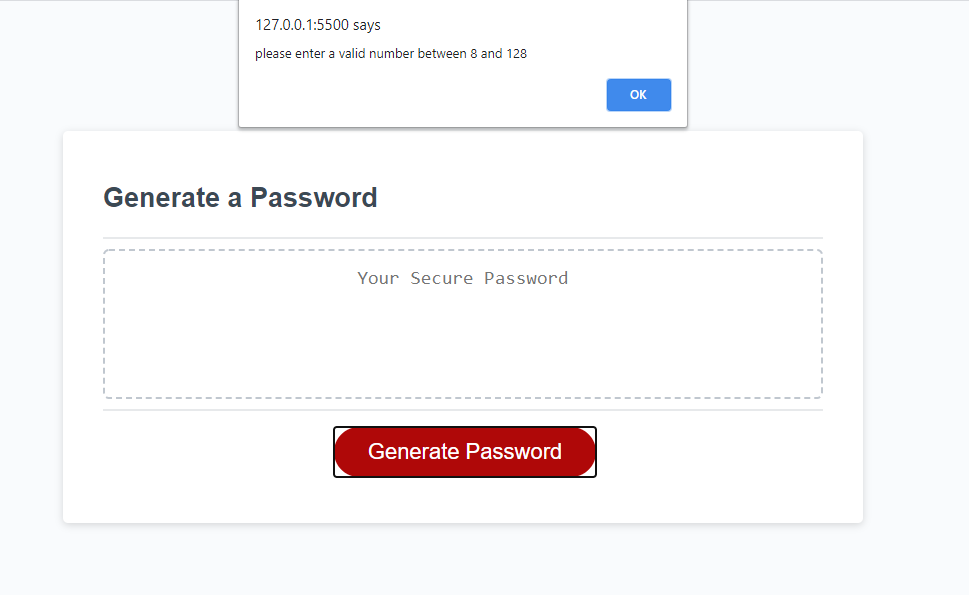 127.0.0.1:5500 says
please enter a valid number between 8 and 128
OK
Generate a Password
Your Secure Password
Generate Password